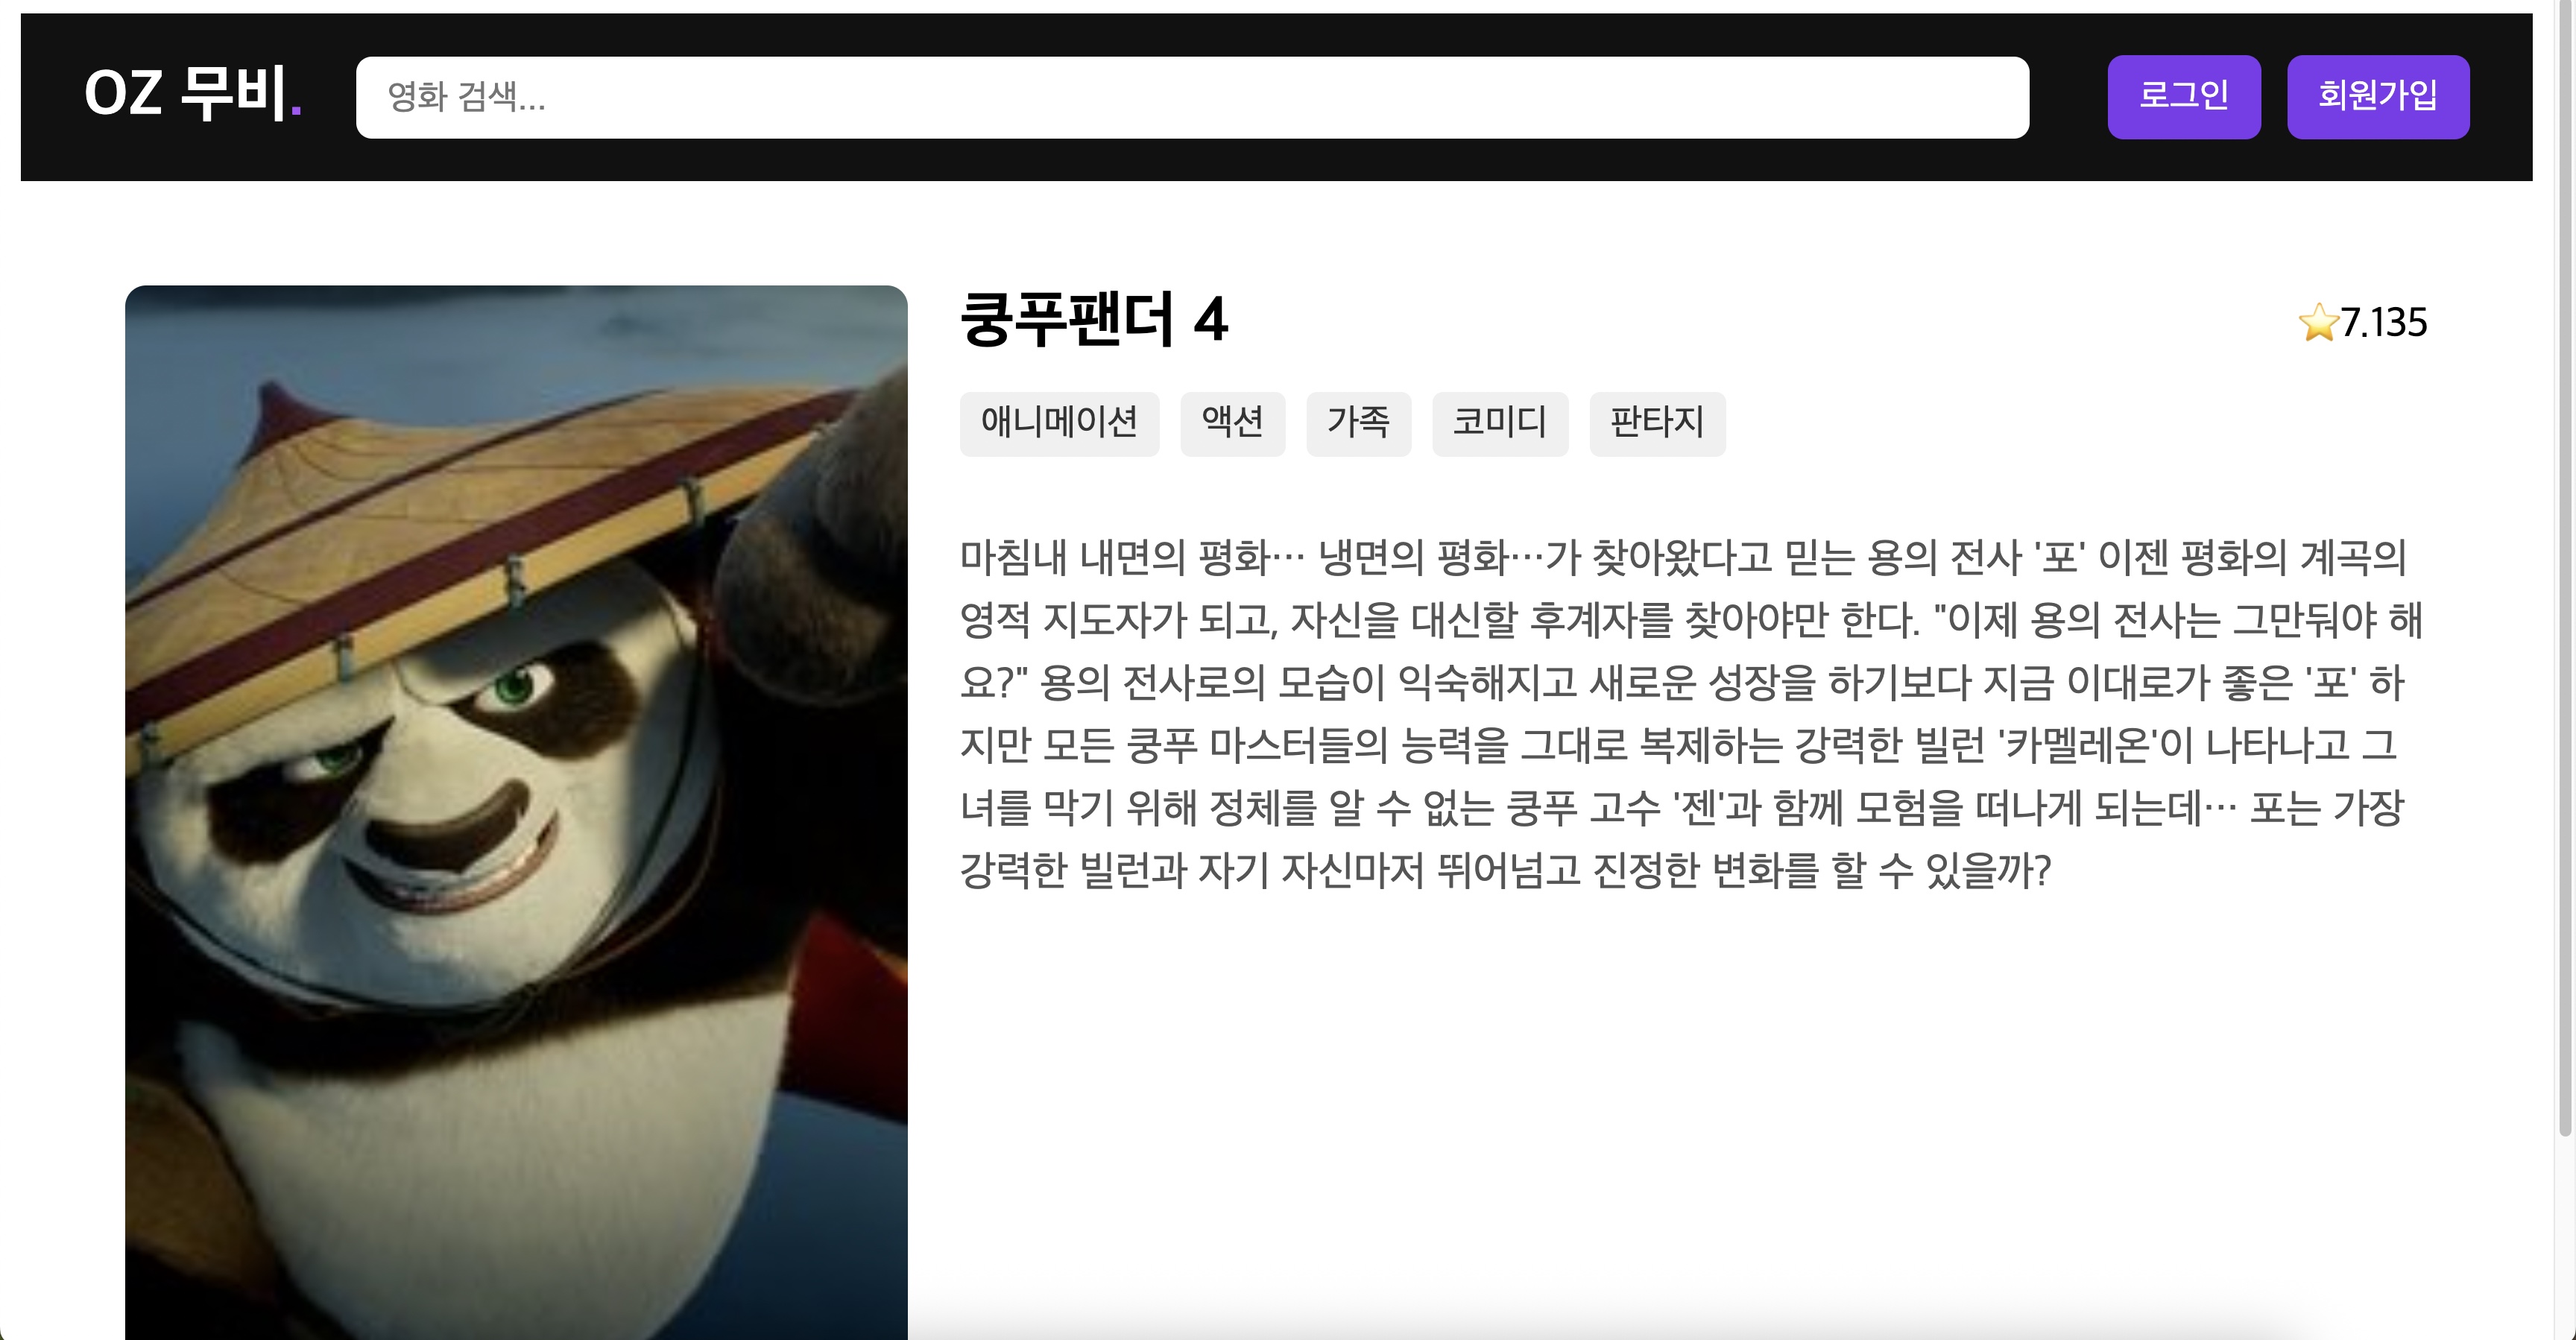 OZ 무비.
영화 검색...
로그인
회원가입
쿵푸팬더 4
⭐7.135
애니메이션
액션
가족
코미디
판타지
마침내 내면의 평화… 냉면의 평화…가 찾아왔다고 믿는 용의 전사 '포' 이젠 평화의 계곡의
영적 지도자가 되고, 자신을 대신할 후계자를 찾아야만 한다. "이제 용의 전사는 그만둬야 해
요?" 용의 전사로의 모습이 익숙해지고 새로운 성장을 하기보다 지금 이대로가 좋은 '포' 하
지만 모든 쿵푸 마스터들의 능력을 그대로 복제하는 강력한 빌런 '카멜레온'이 나타나고 그
녀를 막기 위해 정체를 알 수 없는 쿵푸 고수 '젠'과 함께 모험을 떠나게 되는데… 포는 가장
강력한 빌런과 자기 자신마저 뛰어넘고 진정한 변화를 할 수 있을까?